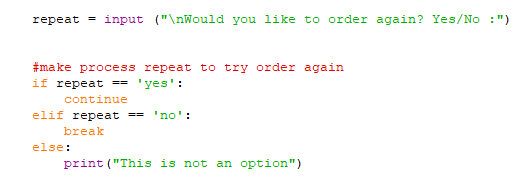 repeat = input ("\nWould you like to order again? Yes/No :")
#make process repeat to try order again
if repeat == 'yes':
    continue
elif repeat == 'no':
    break
else:
    print("This is not an option")